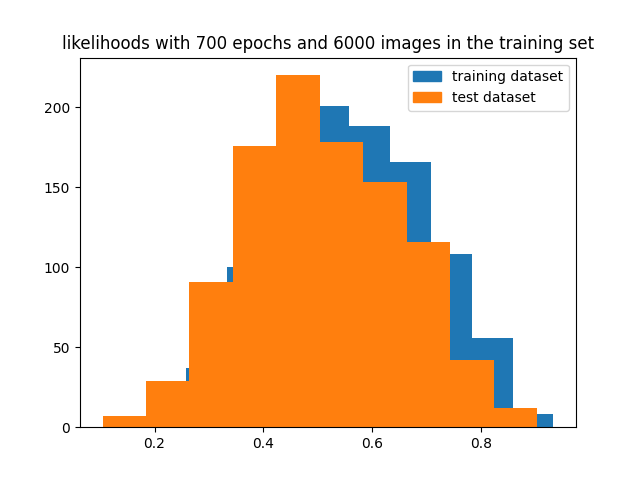 likelihoods with 700 epochs and 6000 images in the training set
training dataset
test dataset
200
150
100
50
0
0.2 0.4 0.6 0.8